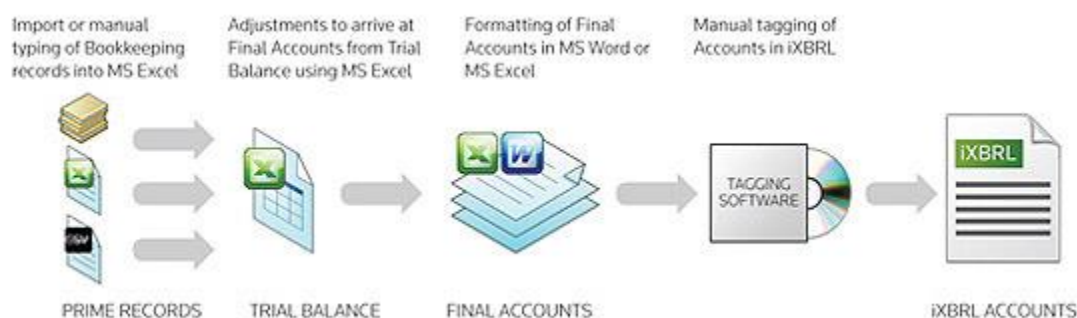 Import or manual
typing of Bookkeeping
records into MS Excel
Adjustments to arrive at
Final Accounts from Trial
Balance using MS Excel
Formatting of Final
Accounts in MS Word or
MS Excel
Manual tagging of
Accounts in iXBRL
X
X
X
W
TAGGING
SOFTWARE
iXBRL
PRIME RECORDS
TRIAL BALANCE
FINAL ACCOUNTS
iXBRL ACCOUNTS